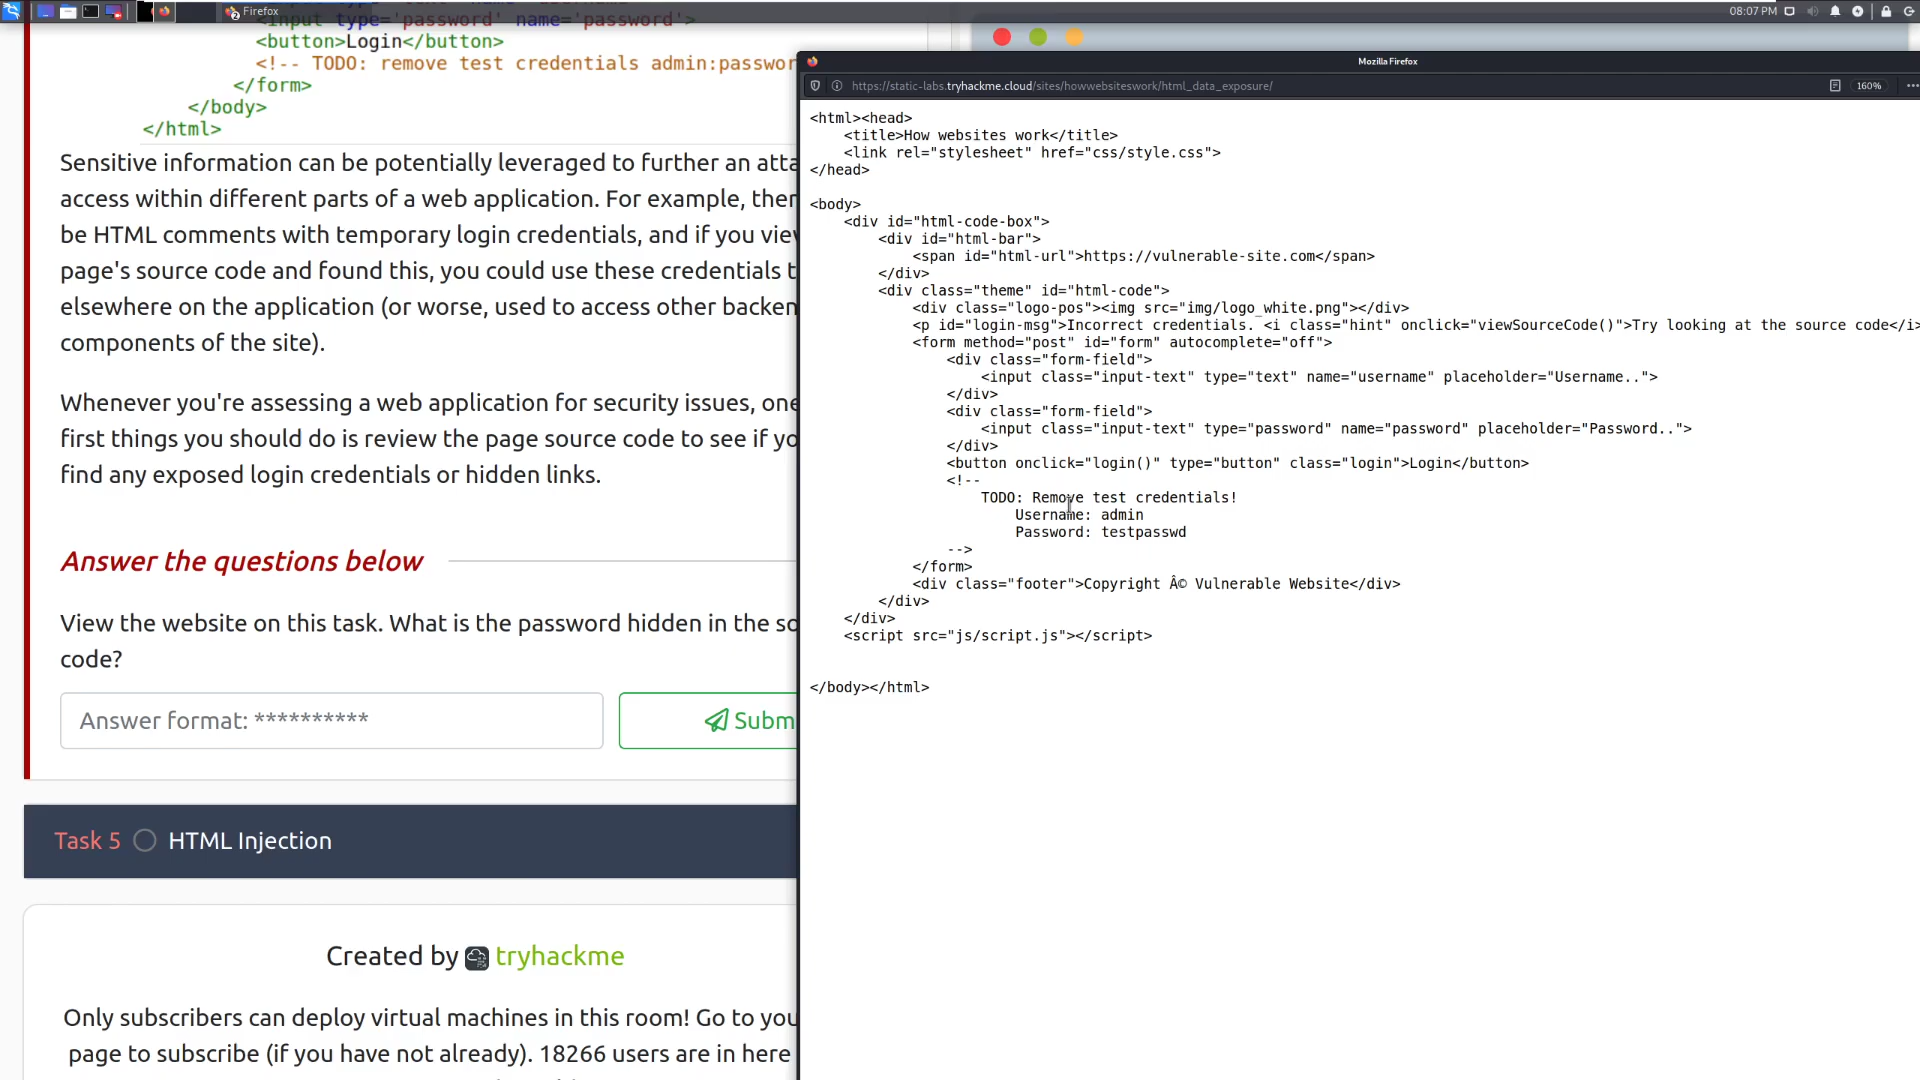 Firefox
08:07 PM
<input type='password' name='password'>
<button>Login</button>
<!-- TODO: remove test credentials admin:passwor
</form>
</body>
</html>
Sensitive information can be potentially leveraged to further an atta
access within different parts of a web application. For example, ther
be HTML comments with temporary login credentials, and if you viev
page's source code and found this, you could use these credentials t
elsewhere on the application (or worse, used to access other backen
components of the site).
Whenever you're assessing a web application for security issues, one
first things you should do is review the page source code to see if yo
find any exposed login credentials or hidden links.
Answer the questions below
View the website on this task. What is the password hidden in the so
code?
Answer format: **********
Subm
Task 5 HTML Injection
Created by tryhackme
Only subscribers can deploy virtual machines in this room! Go to you
page to subscribe (if you have not already). 18266 users are in here
Mozilla Firefox
https://static-labs.tryhackme.cloud/sites/howwebsiteswork/html_data_exposure/
160%
<html><head>
<title>How websites work</title>
<link rel="stylesheet" href="css/style.css">
</head>
<body>
<div id="html-code-box">
<div id="html-bar">
<span id="html-url">https://vulnerable-site.com</span>
</div>
<div class="theme" id="html-code">
<div class="logo-pos"><img src="img/logo_white.png"></div>
<p id="login-msg">Incorrect credentials. <i class="hint" onclick="viewSourceCode()">Try looking at the source code</i>
<form method="post" id="form" autocomplete="off">
<div class="form-field">
<input class="input-text" type="text" name="username" placeholder="Username..">
</div>
<div class="form-field">
<input class="input-text" type="password" name="password" placeholder="Password..">
</div>
<button onclick="login()" type="button" class="login">Login</button>
<!--
TODO: Remove test credentials!
Username: admin
Password: testpasswd
-->
</form>
<div class="footer">Copyright Â© Vulnerable Website</div>
</div>
</div>
<script src="js/script.js"></script>
</body></html>